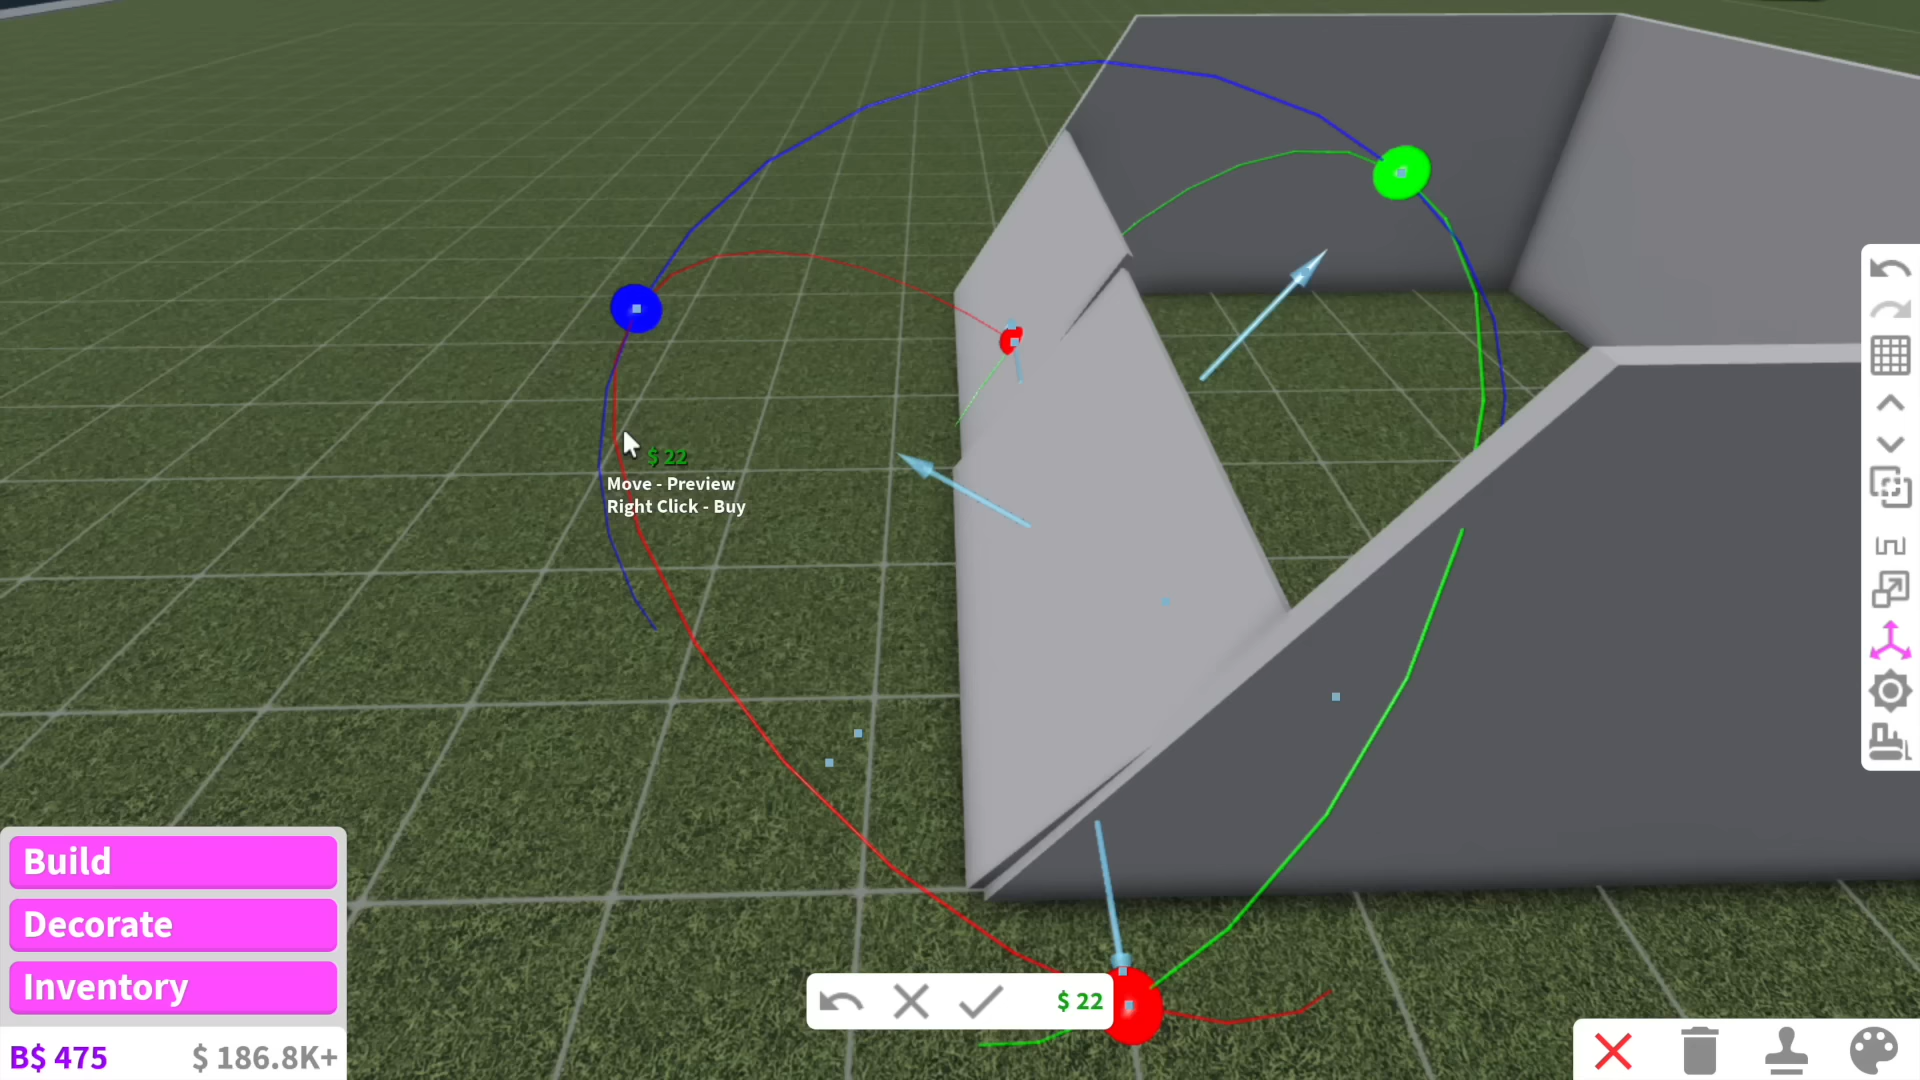 $ 22
Move - Preview
Right Click - Buy
Build
Decorate
Inventory
B$ 475
$ 186.8K+
$ 22